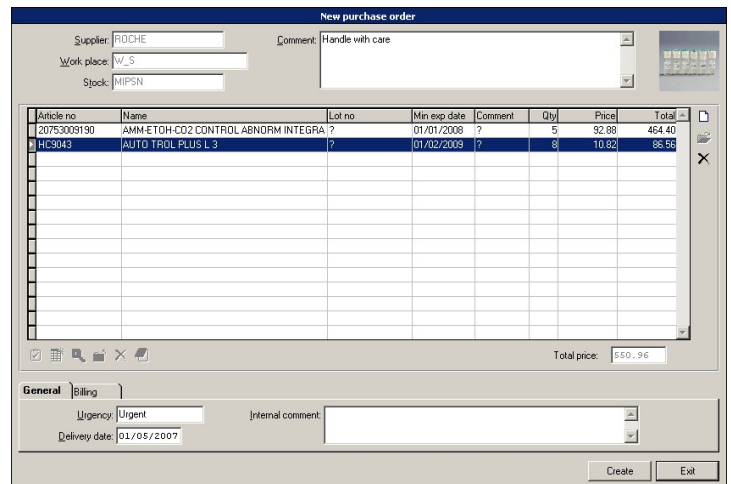 New purchase order
Supplier: ROCHE Comment: Handle with care
Work place: W_S
Stock: MIPSN
Article no Name Lot no Min exp date Comment Qty Price Total
20753009190 AMM-ETOH-CO2 CONTROL ABNORM INTEGRA ? 01/01/2008 ? 5 92.88 464.40
HC9043 AUTO TROL PLUS L 3 ? 01/02/2009 ? 8 10.82 86.56
Total price: 550.96
General Billing
Urgency: Urgent Internal comment:
Delivery date: 01/05/2007
Create Exit